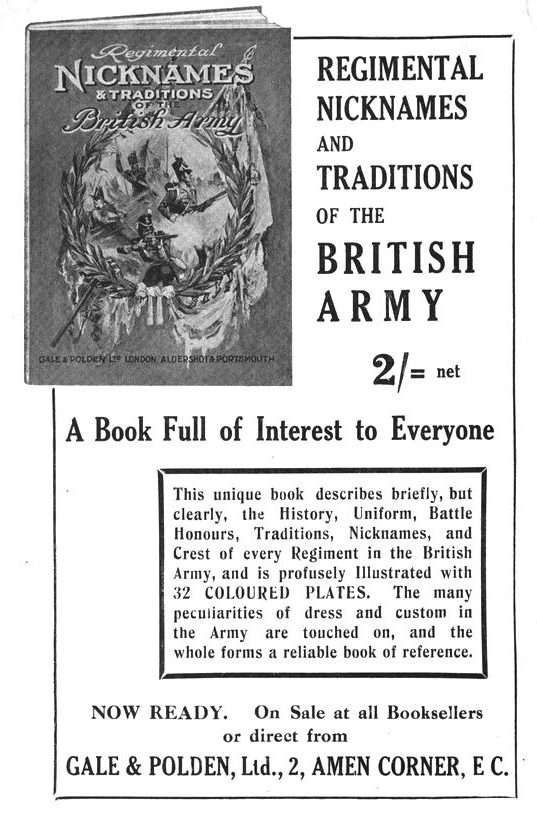 Regimental
NICKNAMES
& TRADITIONS
OF THE
British Army
GALE & POLDEN LTD LONDON, ALDERSHOT & PORTSMOUTH
REGIMENTAL
NICKNAMES
AND
TRADITIONS
OF THE
BRITISH
ARMY
2/= net
A Book Full of Interest to Everyone
This unique book describes briefly, but
clearly, the History, Uniform, Battle
Honours, Traditions, Nicknames, and
Crest of every Regiment in the British
Army, and is profusely Illustrated with
32 COLOURED PLATES. The many
peculiarities of dress and custom in
the Army are touched on, and the
whole forms a reliable book of reference.
NOW READY. On Sale at all Booksellers
or direct from
GALE & POLDEN, Ltd., 2, AMEN CORNER, E C.